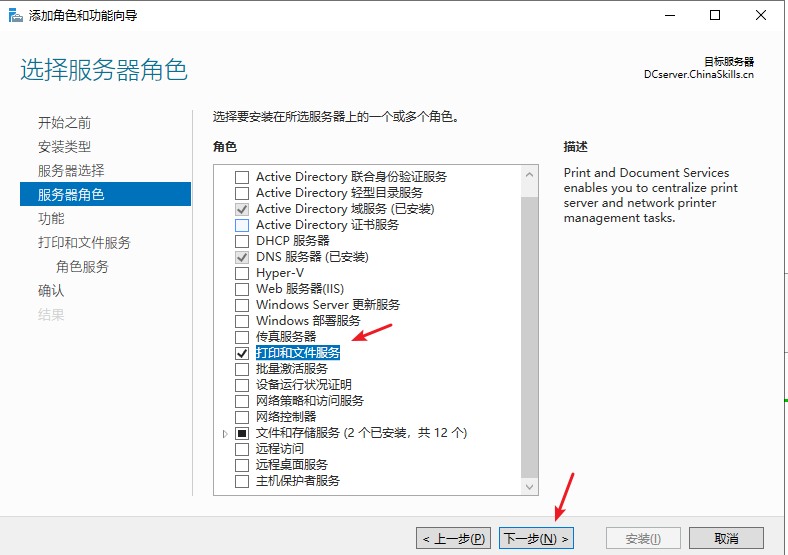 添加角色和功能向导
选择服务器角色
目标服务器
DCserver.ChinaSkills.cn
开始之前
安装类型
服务器选择
服务器角色
功能
打印和文件服务
角色服务
确认
结果
选择要安装在所选服务器上的一个或多个角色。
角色
Active Directory 联合身份验证服务
Active Directory 轻型目录服务
Active Directory 域服务 (已安装)
Active Directory 证书服务
DHCP 服务器
DNS 服务器 (已安装)
Hyper-V
Web 服务器(IIS)
Windows Server 更新服务
Windows 部署服务
传真服务器
打印和文件服务
批量激活服务
设备运行状况证明
网络策略和访问服务
网络控制器
文件和存储服务 (2 个已安装，共 12 个)
远程访问
远程桌面服务
主机保护者服务
描述
Print and Document Services
enables you to centralize print
server and network printer
management tasks.
< 上一步(P)
下一步(N) >
安装(I)
取消